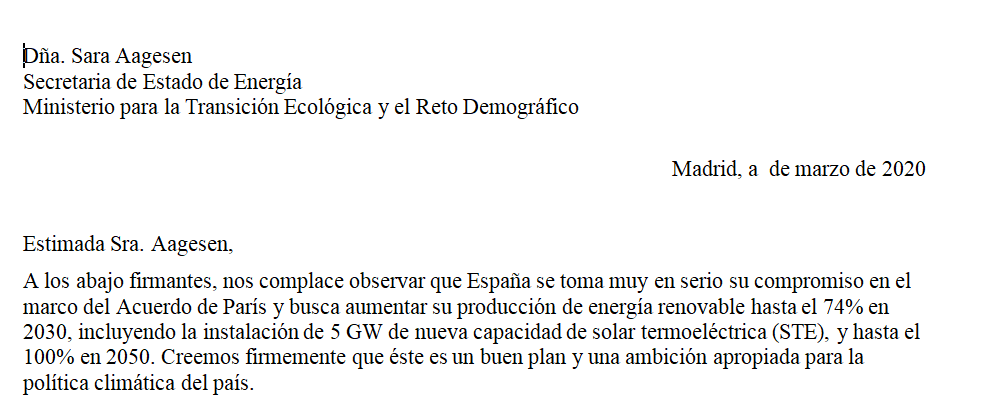 Dña. Sara Aagesen
Secretaria de Estado de Energía
Ministerio para la Transición Ecológica y el Reto Demográfico
Madrid, a  de marzo de 2020
Estimada Sra. Aagesen,
A los abajo firmantes, nos complace observar que España se toma muy en serio su compromiso en el
marco del Acuerdo de París y busca aumentar su producción de energía renovable hasta el 74% en
2030, incluyendo la instalación de 5 GW de nueva capacidad de solar termoeléctrica (STE), y hasta el
100% en 2050. Creemos firmemente que éste es un buen plan y una ambición apropiada para la
política climática del país.